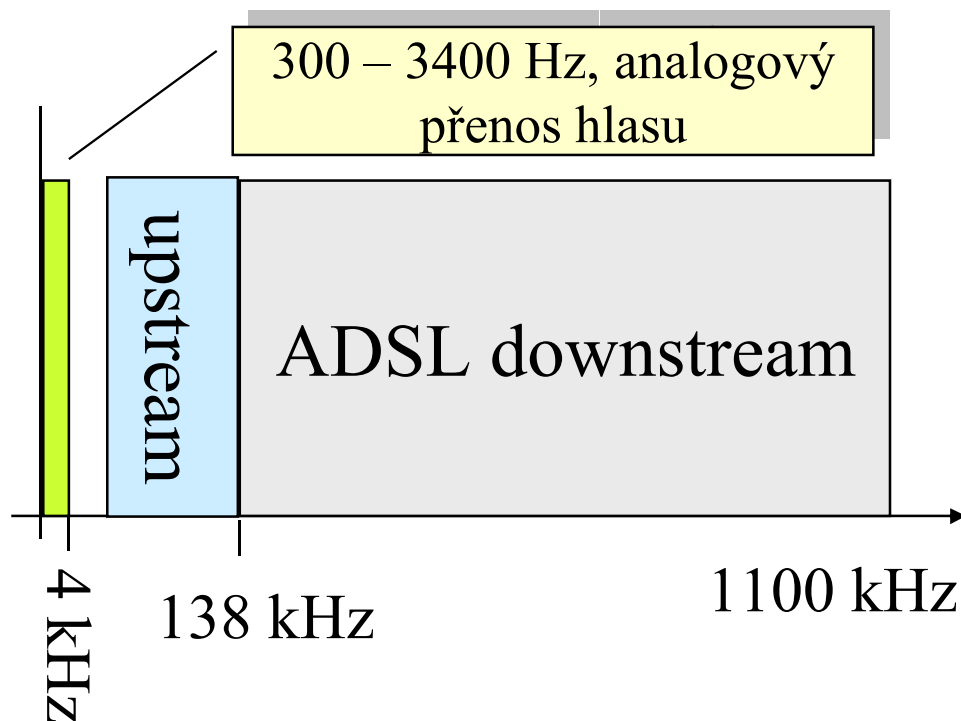 300 – 3400 Hz, analogový
přenos hlasu
upstream
ADSL downstream
4 kHz
138 kHz
1100 kHz